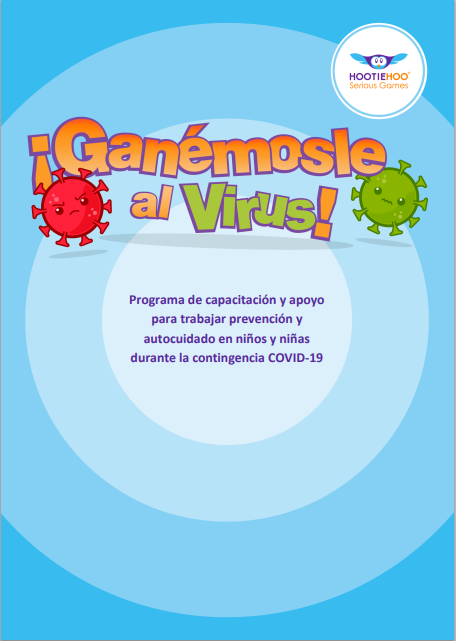 HOOTIEHOO
Serious Games
¡Ganémosle
al Virus!
Programa de capacitación y apoyo
para trabajar prevención y
autocuidado en niños y niñas
durante la contingencia COVID-19